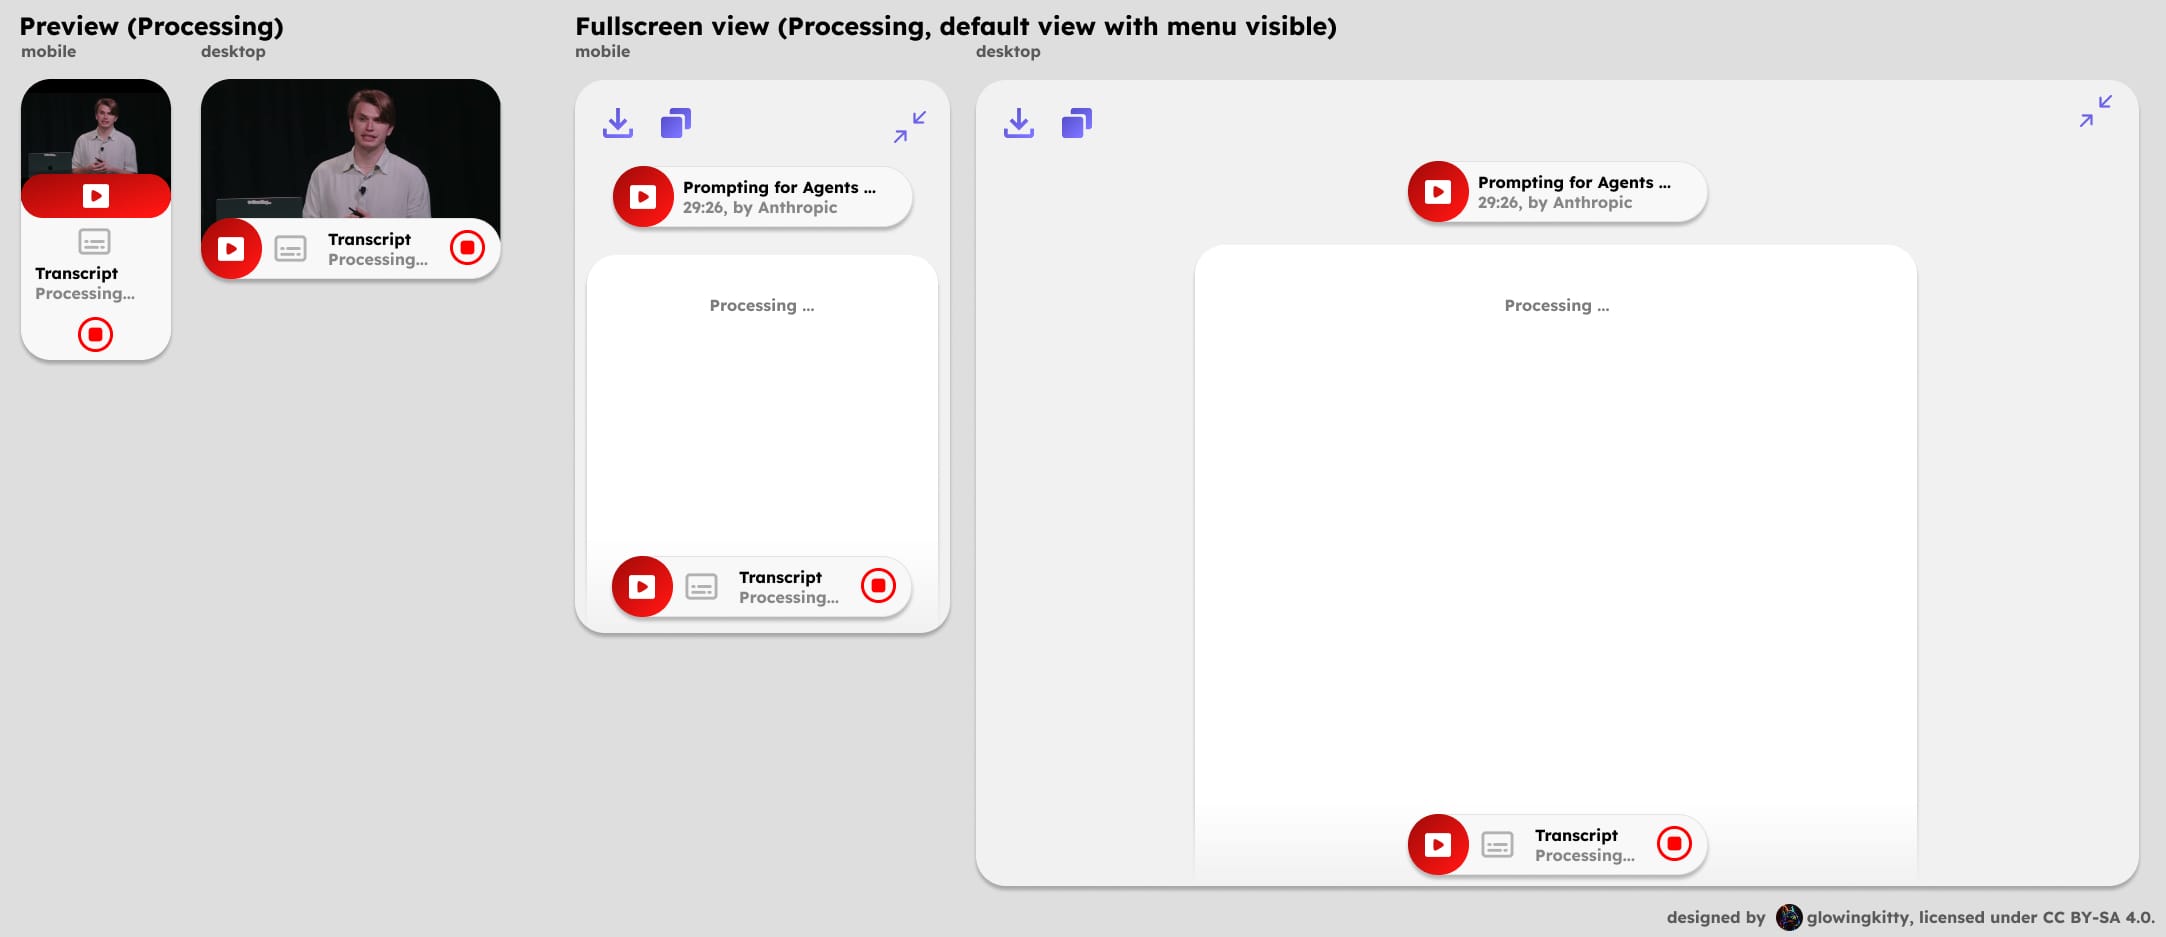 Preview (Processing)
mobile
desktop
Transcript
Processing...
Transcript
Processing...
Fullscreen view (Processing, default view with menu visible)
mobile
desktop
Prompting for Agents ...
29:26, by Anthropic
Processing ...
Transcript
Processing...
Prompting for Agents ...
29:26, by Anthropic
Processing ...
Transcript
Processing...
designed by glowingkitty, licensed under CC BY-SA 4.0.